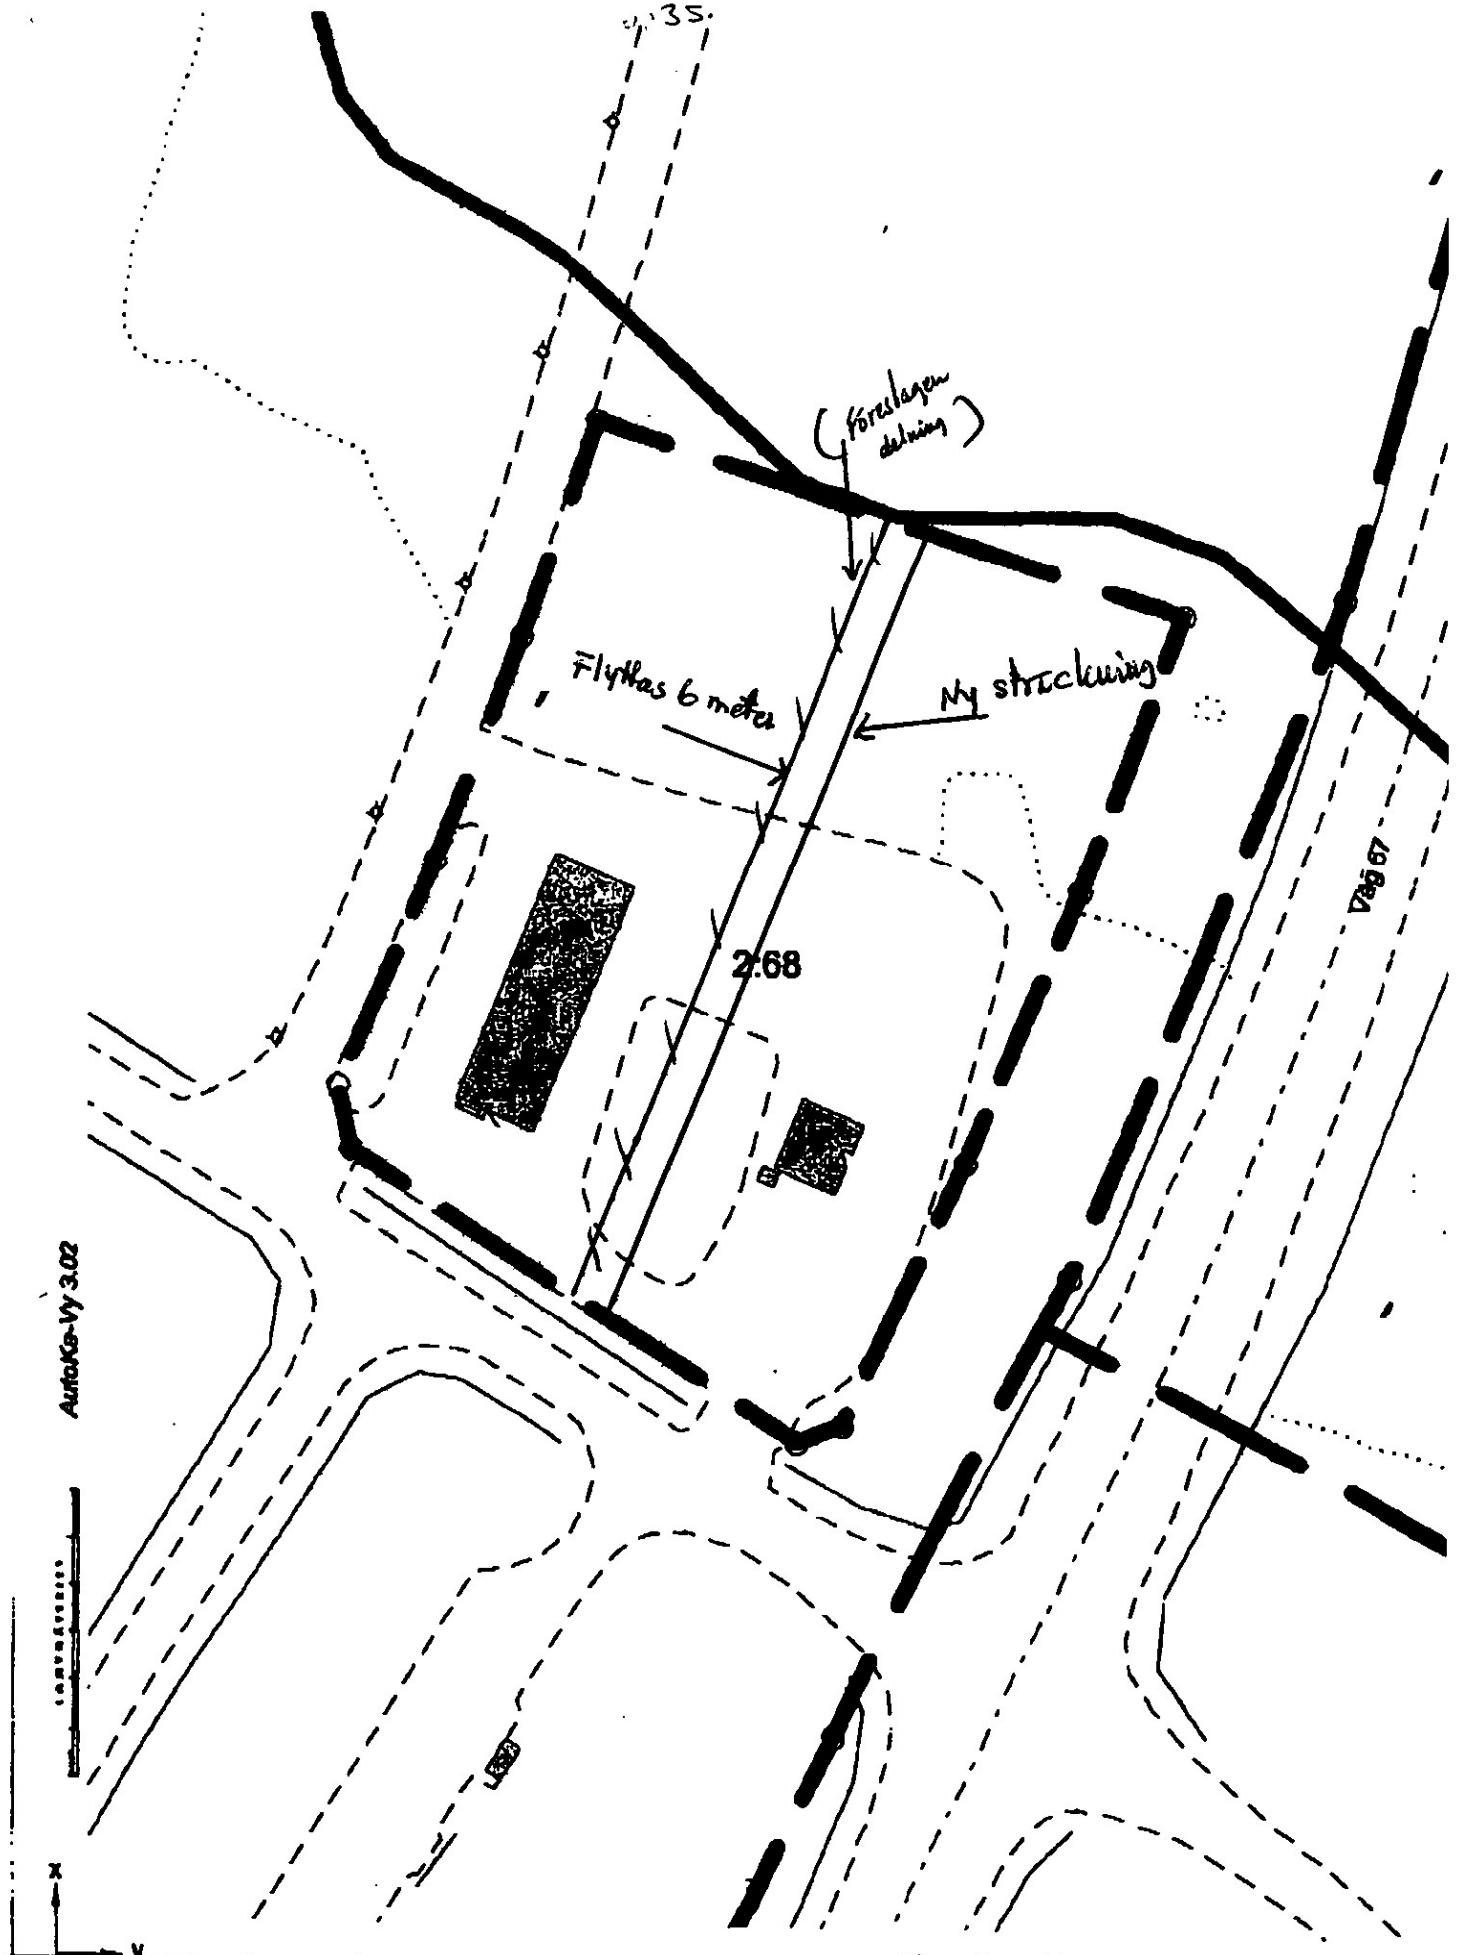 :35.
(Föreslagen
delning)
Flyttas 6 meter
Ny sträckning
Väg 67
2:68
AutoKa-Vy 3.02
X
Y